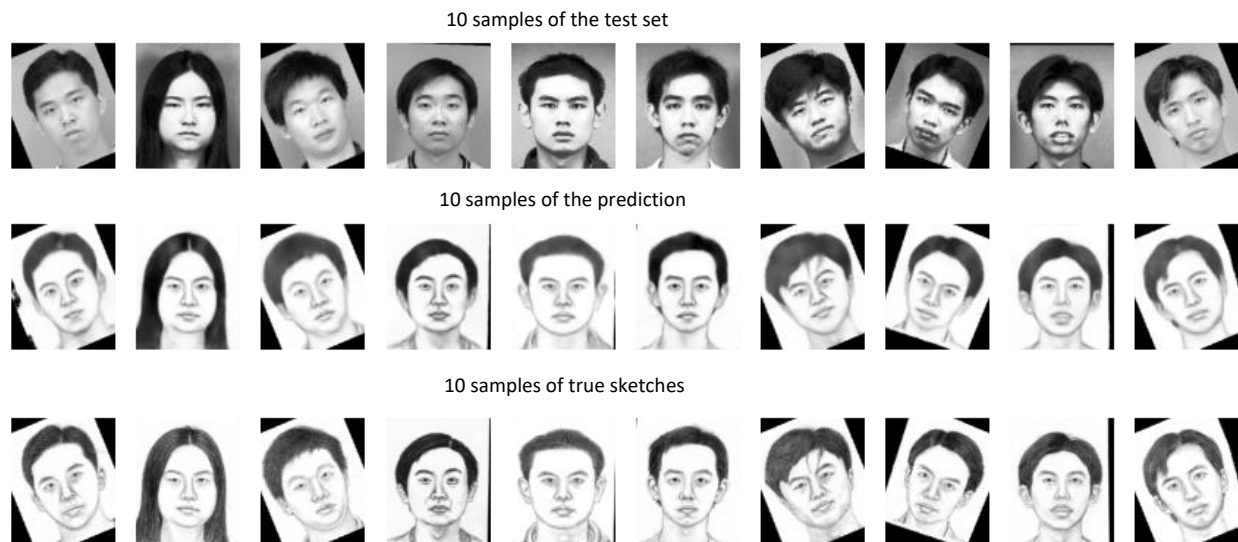 10 samples of the test set
10 samples of the prediction
10 samples of true sketches